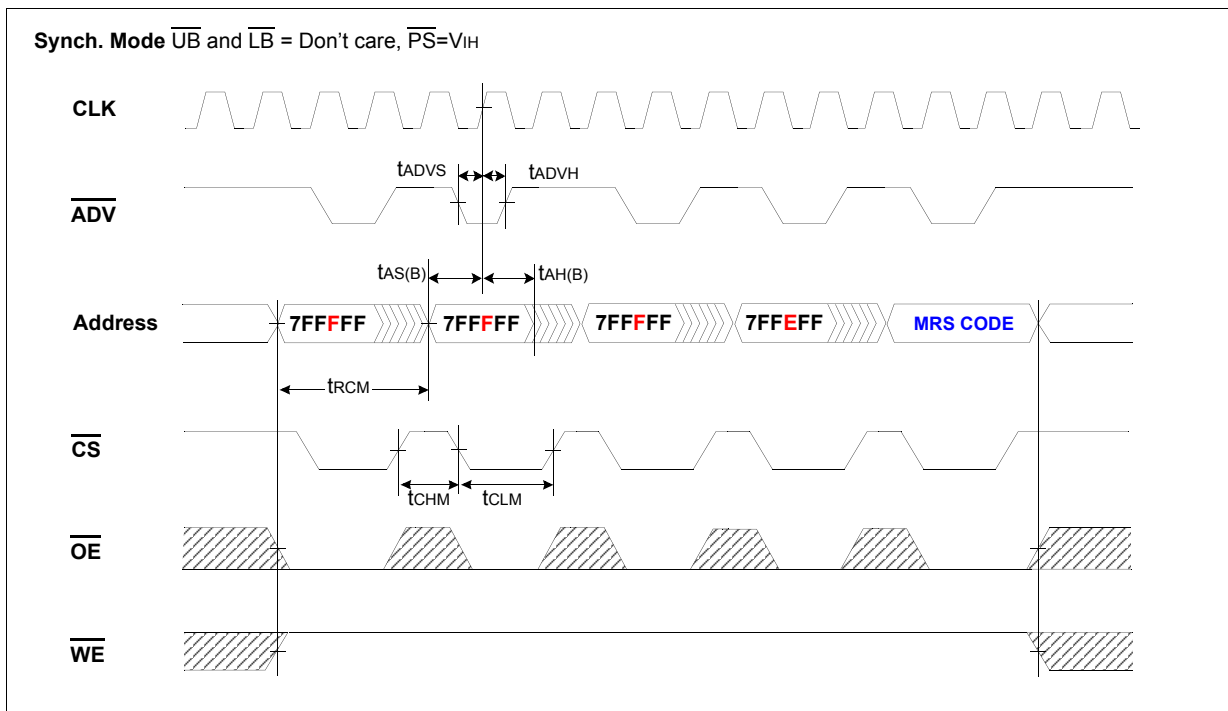 Synch. Mode UB and LB = Don't care, PS=VIH
CLK
tADVS tADVH
ADV
tAS(B) tAH(B)
Address 7FFFFF 7FFFFF 7FFFFF 7FFEFF MRS CODE
tRCM
CS
tCHM tCLM
OE
WE